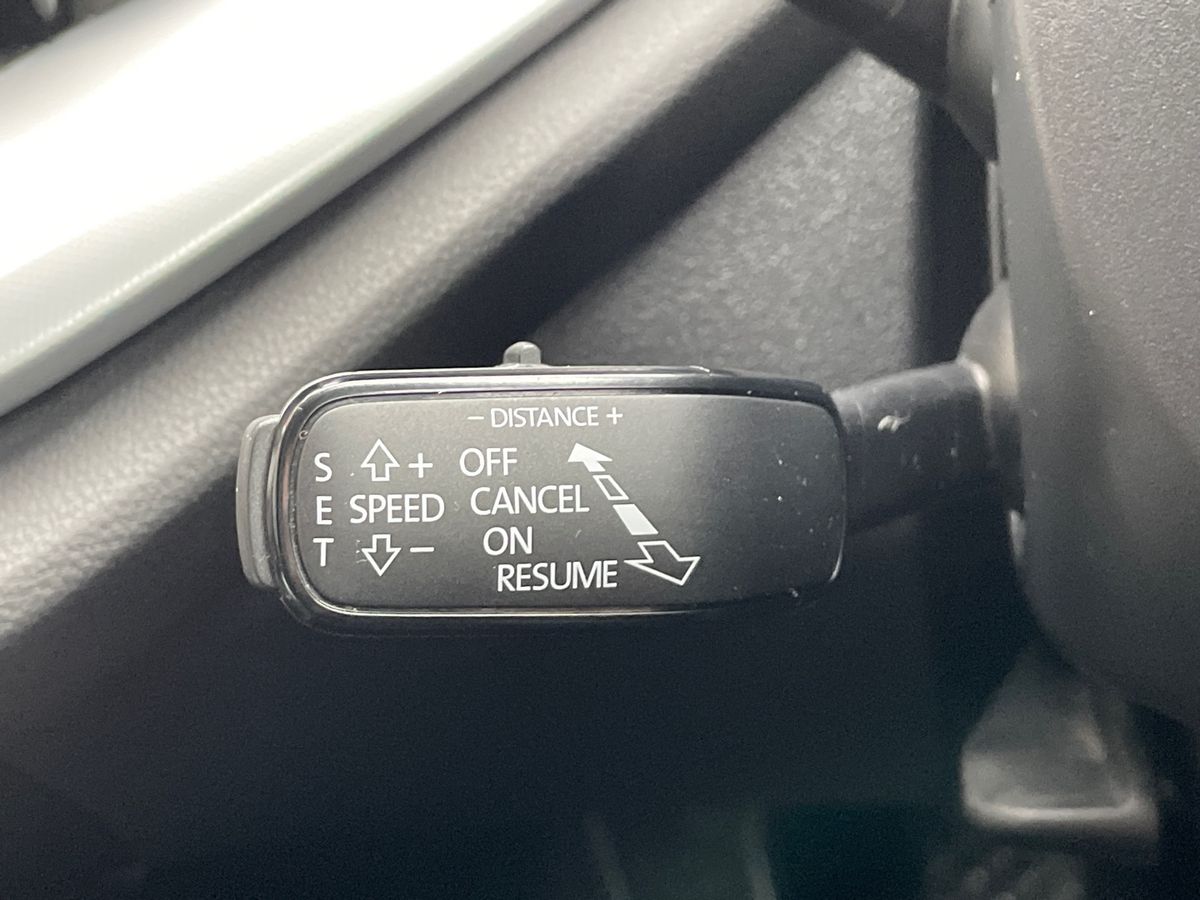 − DISTANCE +
S + OFF
E SPEED CANCEL
T − ON
RESUME